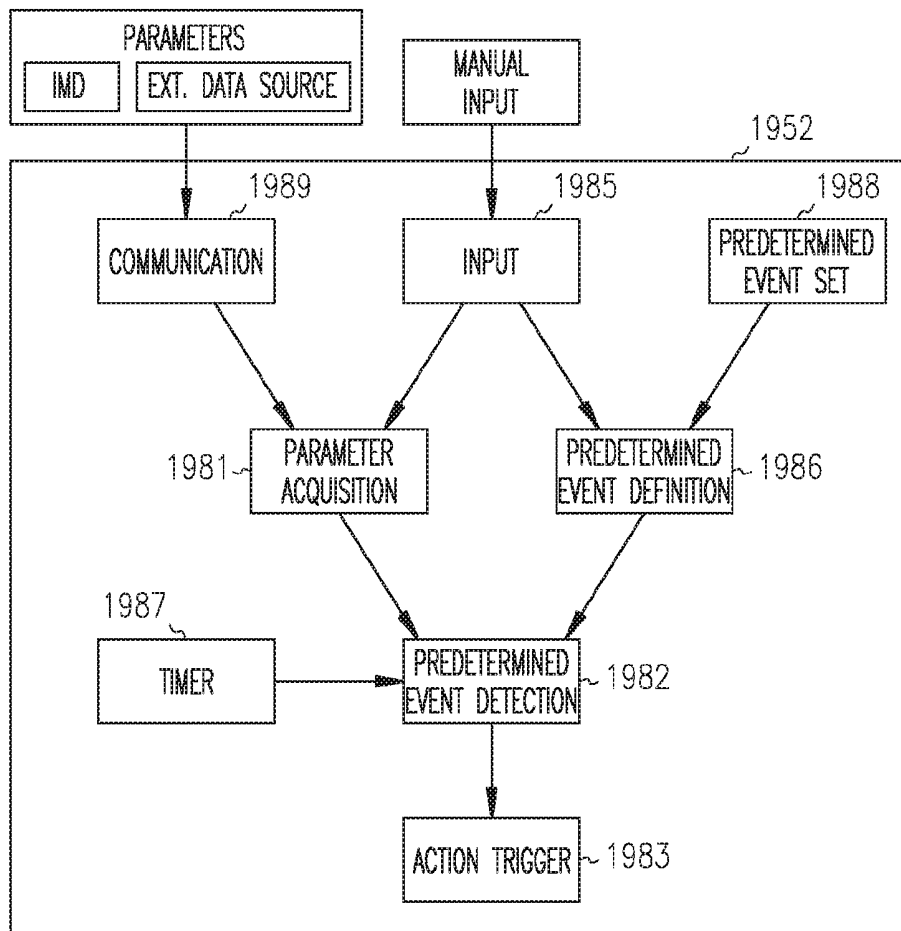 PARAMETERS
IMD
EXT. DATA SOURCE
MANUAL
INPUT
1952
1989
1985
1988
COMMUNICATION
INPUT
PREDETERMINED
EVENT SET
1981
PARAMETER
ACQUISITION
PREDETERMINED
EVENT DEFINITION
1986
1987
TIMER
PREDETERMINED
EVENT DETECTION
1982
ACTION TRIGGER
1983